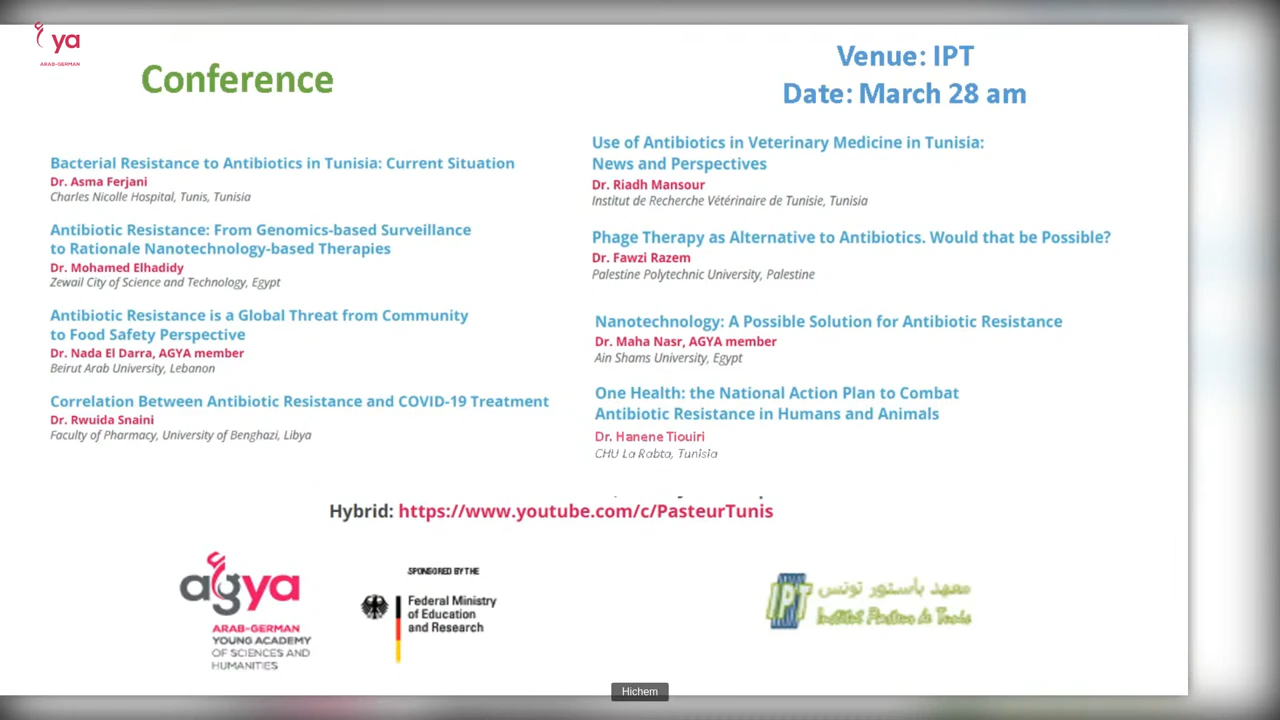 ya
ARAB-GERMAN
Conference
Venue: IPT
Date: March 28 am
Bacterial Resistance to Antibiotics in Tunisia: Current Situation
Dr. Asma Ferjani
Charles Nicolle Hospital, Tunis, Tunisia
Antibiotic Resistance: From Genomics-based Surveillance
to Rationale Nanotechnology-based Therapies
Dr. Mohamed Elhadidy
Zewail City of Science and Technology, Egypt
Antibiotic Resistance is a Global Threat from Community
to Food Safety Perspective
Dr. Nada El Darra, AGYA member
Beirut Arab University, Lebanon
Correlation Between Antibiotic Resistance and COVID-19 Treatment
Dr. Rwuida Snaini
Faculty of Pharmacy, University of Benghazi, Libya
Use of Antibiotics in Veterinary Medicine in Tunisia:
News and Perspectives
Dr. Riadh Mansour
Institut de Recherche Vétérinaire de Tunisie, Tunisia
Phage Therapy as Alternative to Antibiotics. Would that be Possible?
Dr. Fawzi Razem
Palestine Polytechnic University, Palestine
Nanotechnology: A Possible Solution for Antibiotic Resistance
Dr. Maha Nasr, AGYA member
Ain Shams University, Egypt
One Health: the National Action Plan to Combat
Antibiotic Resistance in Humans and Animals
Dr. Hanene Tiouiri
CHU La Rabta, Tunisia
Hybrid: https://www.youtube.com/c/PasteurTunis
agya
ARAB-GERMAN
YOUNG ACADEMY
OF SCIENCES AND
HUMANITIES
SPONSORED BY THE
Federal Ministry
of Education
and Research
IPT
معهد باستور تونس
Institut Pasteur de Tunis
Hichem